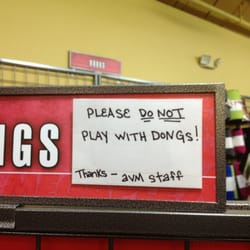 PLEASE DO NOT
PLAY WITH DONGS!
Thanks - AVM Staff
NGS